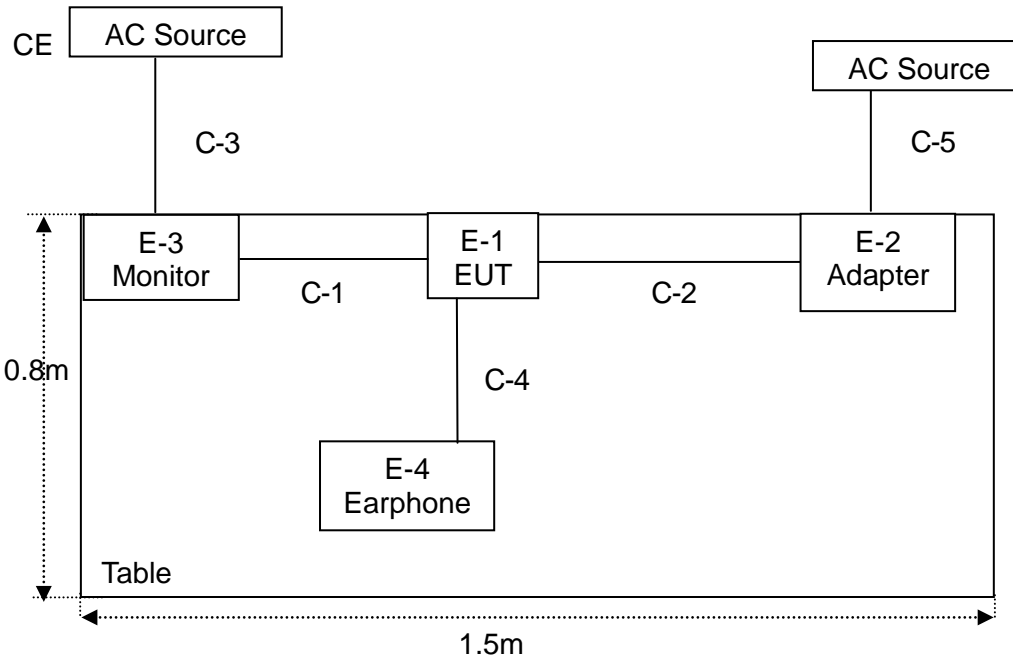 CE
AC Source
AC Source
C-3
C-5
E-3
Monitor
E-1
EUT
E-2
Adapter
C-1
C-2
0.8m
C-4
E-4
Earphone
Table
1.5m